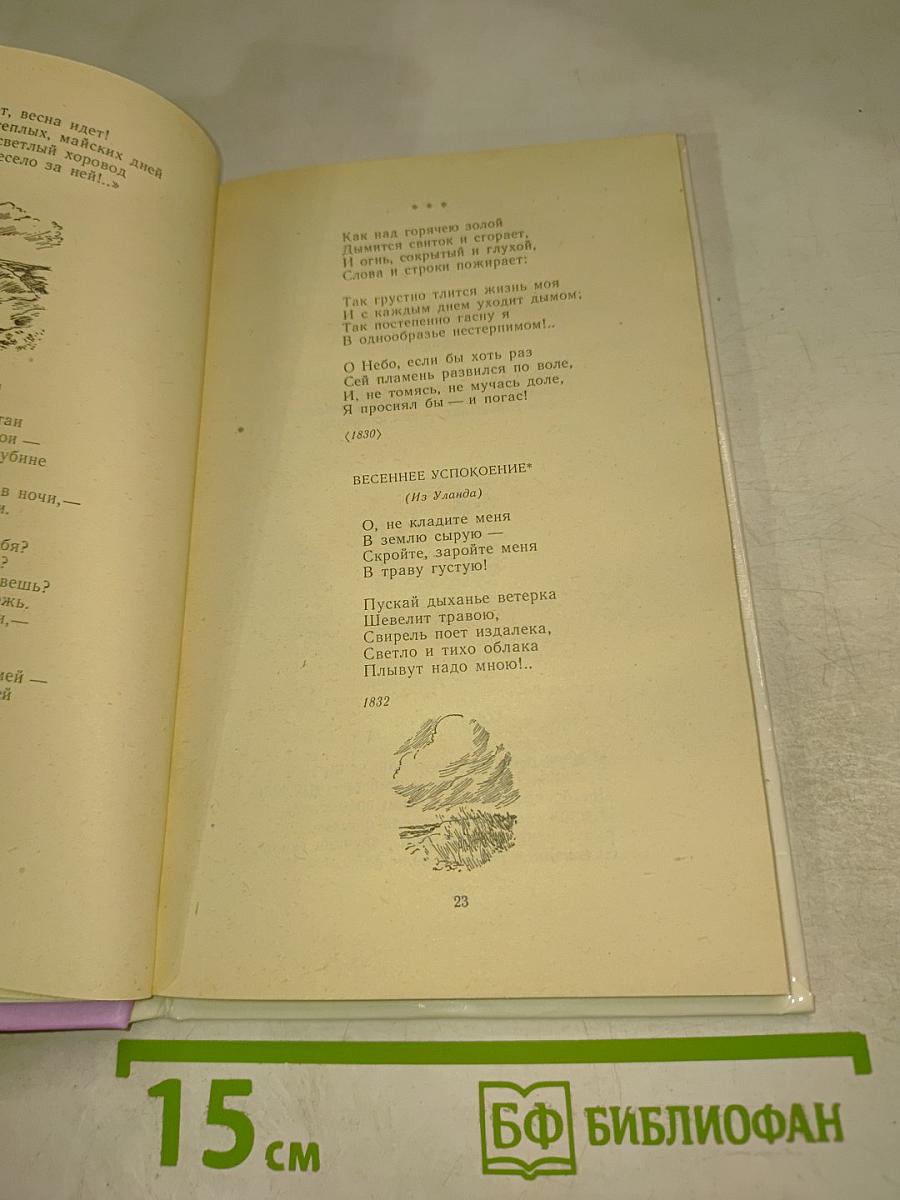 т, весна идет!
теплых, майских дней
светлый хоровод
есело за ней!..»
ои —
убине
в ночи,—
и.
бя?
?
вешь?
жь.
и,—
мей —
ей
* * *
Как над горячею золой
Дымится свиток и сгорает,
И огнь, сокрытый и глухой,
Слова и строки пожирает:
Так грустно тлится жизнь моя
И с каждым днем уходит дымом;
Так постепенно гасну я
В однообразье нестерпимом!..
О Небо, если бы хоть раз
Сей пламень развился по воле,
И, не томясь, не мучась доле,
Я просиял бы — и погас!
⟨1830⟩
ВЕСЕННЕЕ УСПОКОЕНИЕ*
(Из Уланда)
О, не кладите меня
В землю сырую —
Скройте, заройте меня
В траву густую!
Пускай дыханье ветерка
Шевелит травою,
Свирель поет издалека,
Светло и тихо облака
Плывут надо мною!..
1832
23
15 см
БФ БИБЛИОФАН